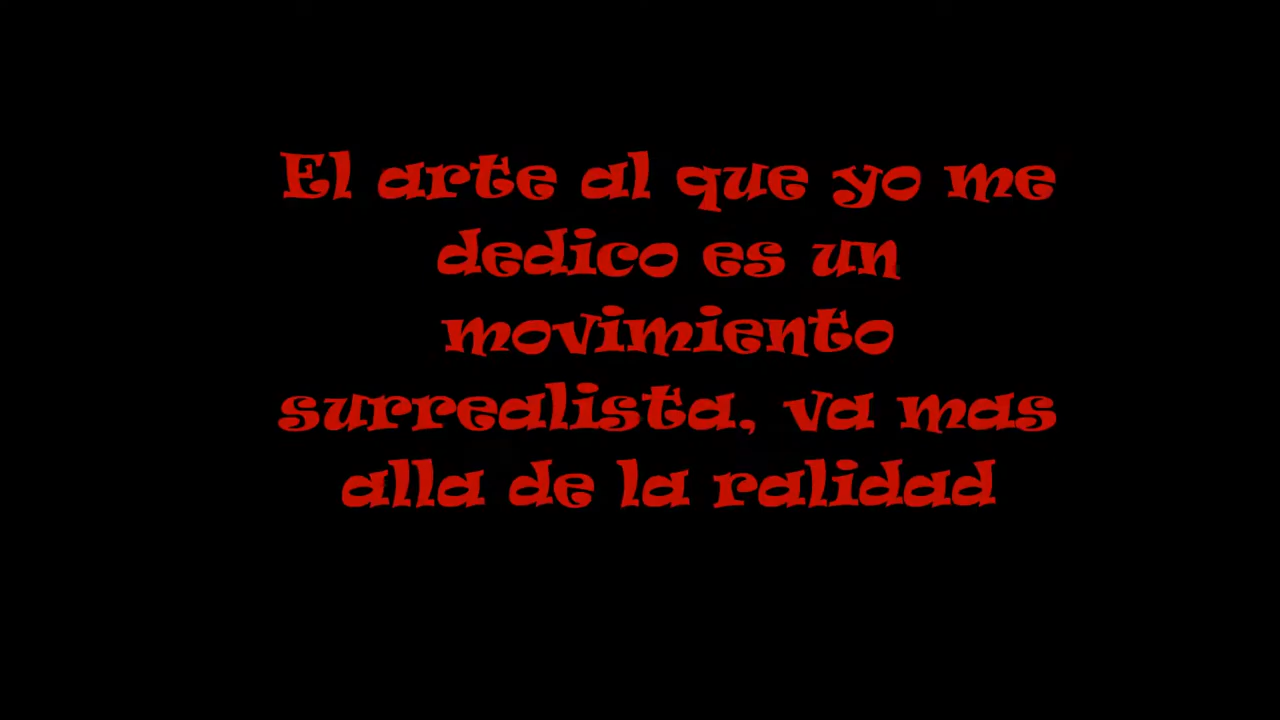 El arte al que yo me
dedico es un
movimiento
surrealista, va mas
alla de la ralidad